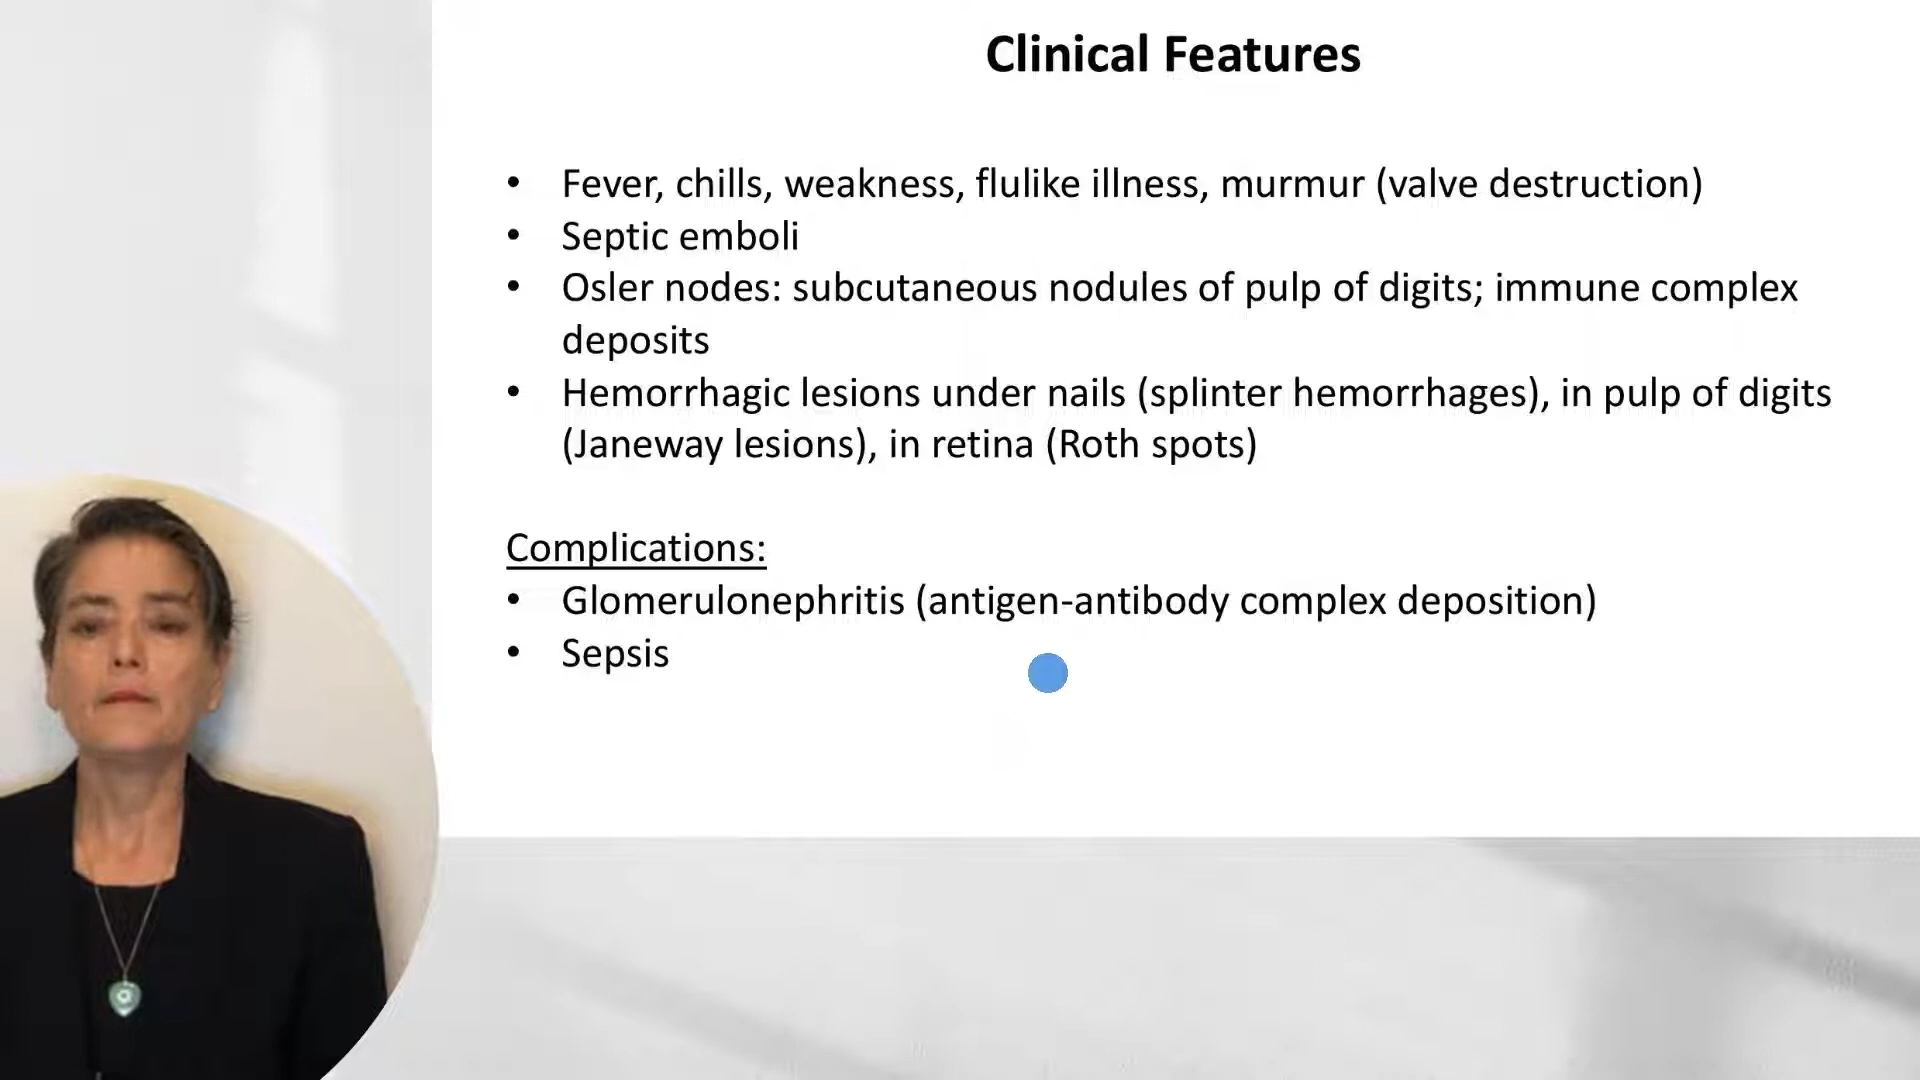 Clinical Features
• Fever, chills, weakness, flulike illness, murmur (valve destruction)
• Septic emboli
• Osler nodes: subcutaneous nodules of pulp of digits; immune complex
deposits
• Hemorrhagic lesions under nails (splinter hemorrhages), in pulp of digits
(Janeway lesions), in retina (Roth spots)
Complications:
• Glomerulonephritis (antigen-antibody complex deposition)
• Sepsis